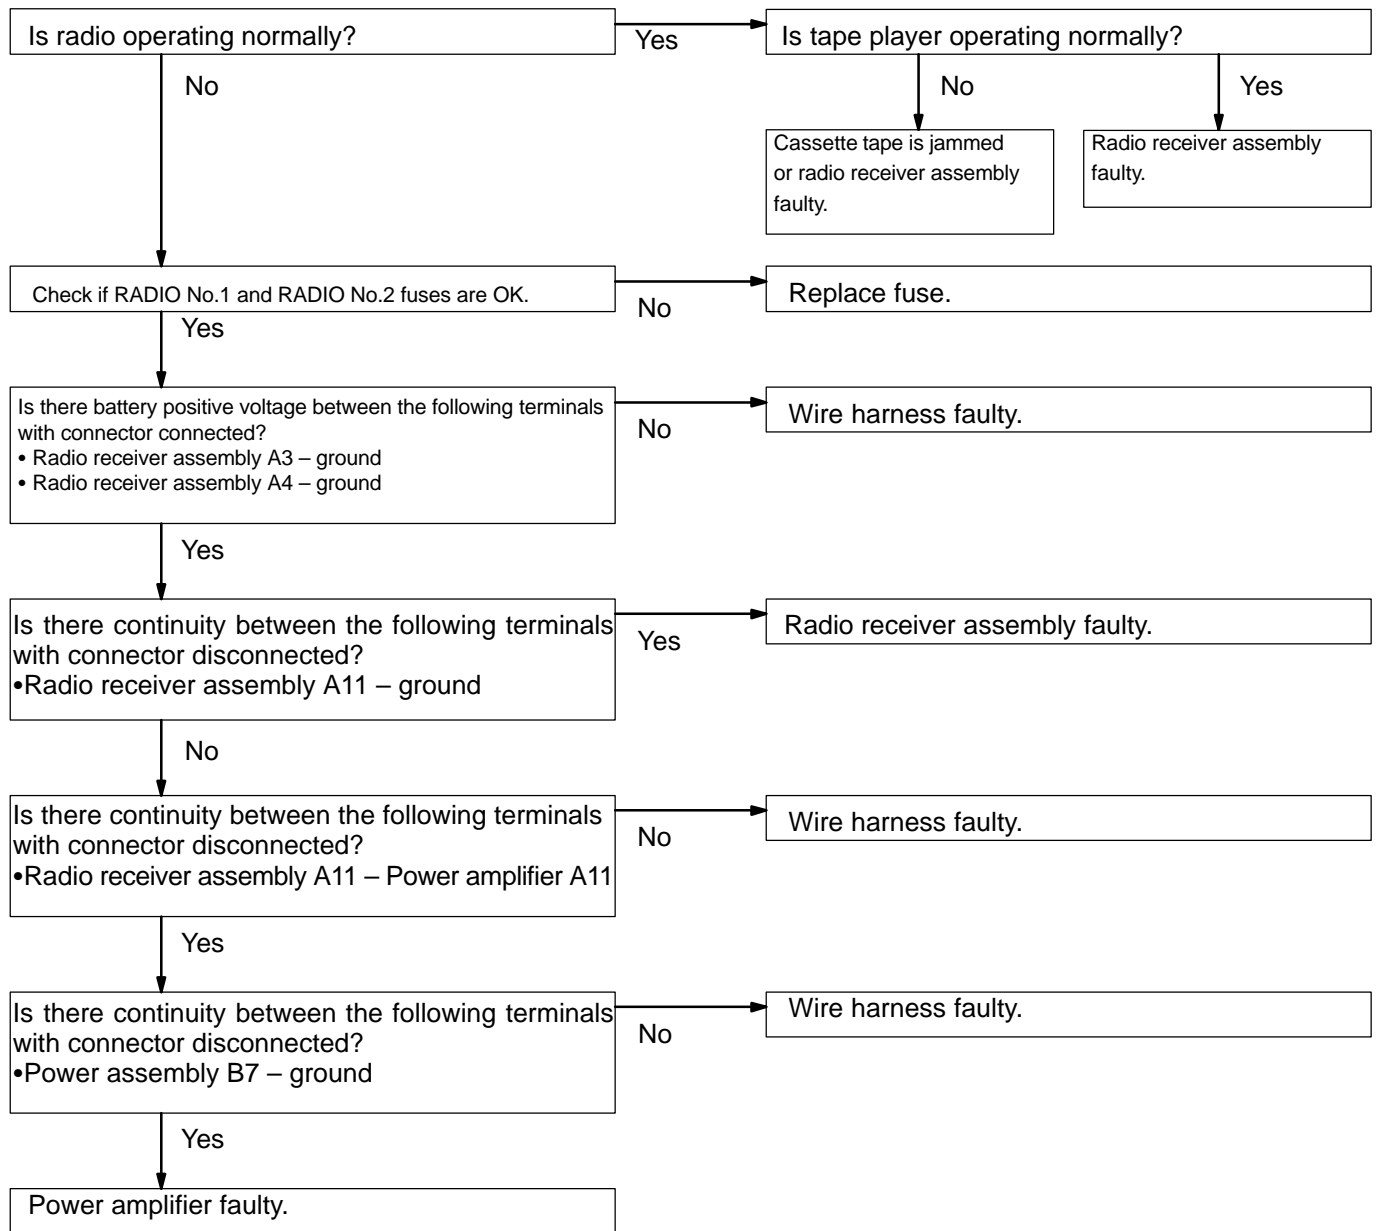 Is radio operating normally?
Yes
Is tape player operating normally?
No
No
Yes
Cassette tape is jammed
or radio receiver assembly
faulty.
Radio receiver assembly
faulty.
Check if RADIO No.1 and RADIO No.2 fuses are OK.
No
Replace fuse.
Yes
Is there battery positive voltage between the following terminals
with connector connected?
• Radio receiver assembly A3 – ground
• Radio receiver assembly A4 – ground
No
Wire harness faulty.
Yes
Is there continuity between the following terminals
with connector disconnected?
•Radio receiver assembly A11 – ground
Yes
Radio receiver assembly faulty.
No
Is there continuity between the following terminals
with connector disconnected?
•Radio receiver assembly A11 – Power amplifier A11
No
Wire harness faulty.
Yes
Is there continuity between the following terminals
with connector disconnected?
•Power assembly B7 – ground
No
Wire harness faulty.
Yes
Power amplifier faulty.